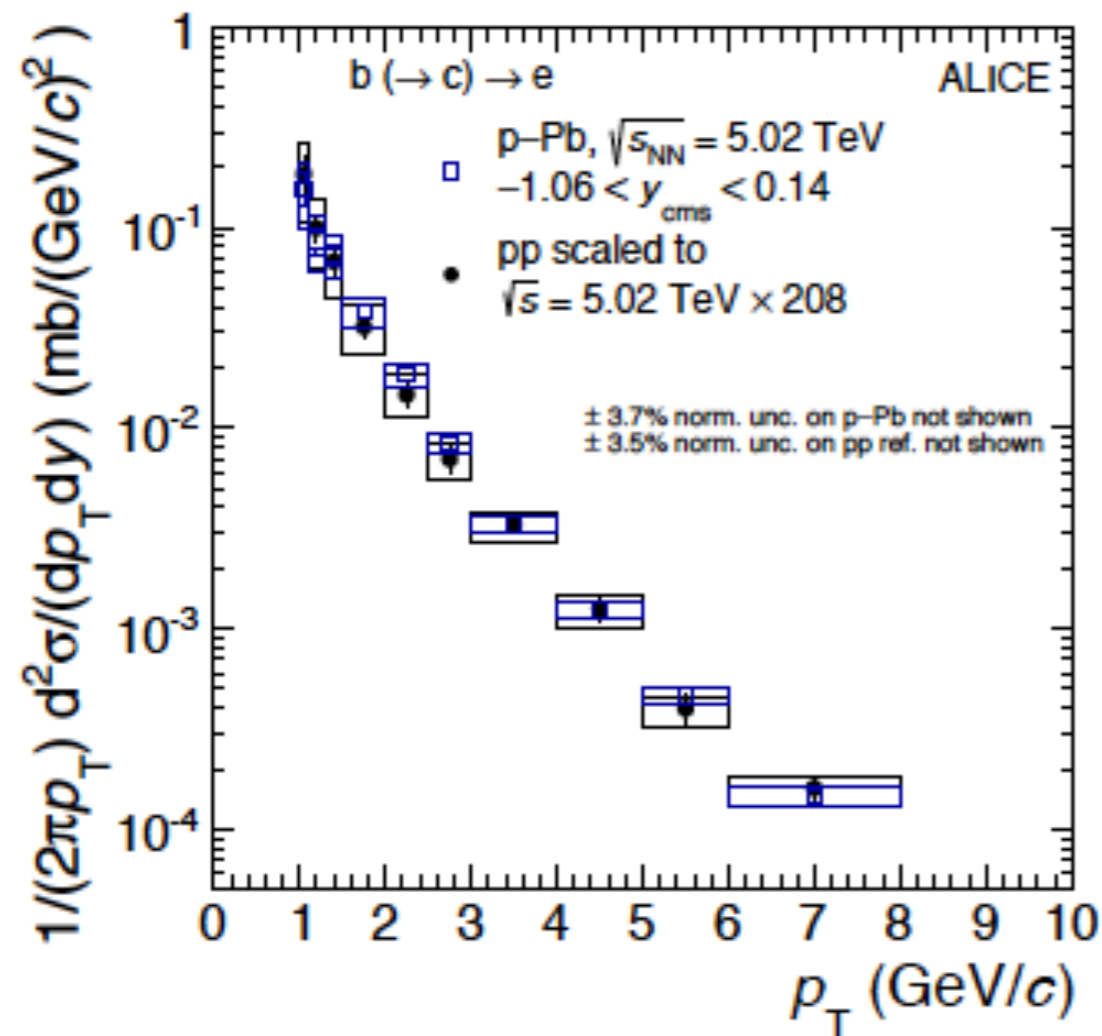 1/(2πp_T) d²σ/(dp_T dy) (mb/(GeV/c)²)
1
10⁻¹
10⁻²
10⁻³
10⁻⁴
b (→ c) → e
ALICE
p–Pb, √s_NN = 5.02 TeV
−1.06 < y_cms < 0.14
pp scaled to
√s = 5.02 TeV × 208
± 3.7% norm. unc. on p–Pb not shown
± 3.5% norm. unc. on pp ref. not shown
0 1 2 3 4 5 6 7 8 9 10
p_T (GeV/c)